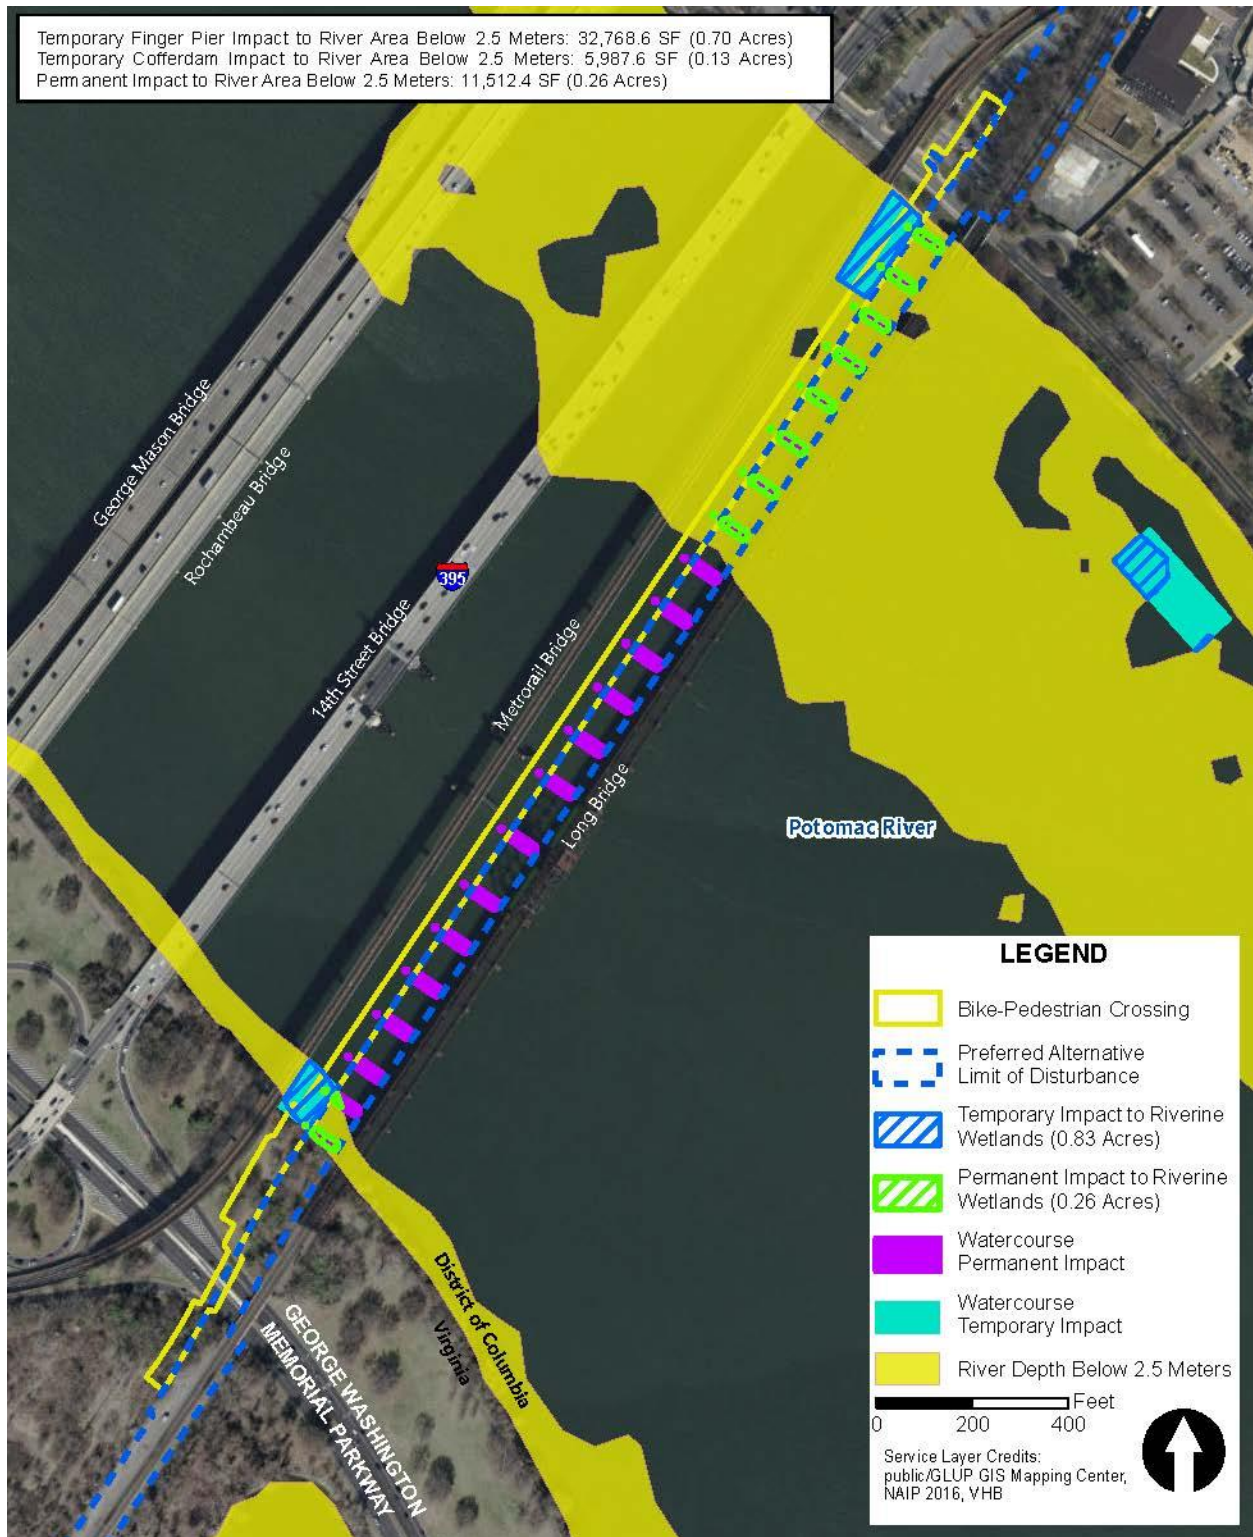 Temporary Finger Pier Impact to River Area Below 2.5 Meters: 32,768.6 SF (0.70 Acres)
Temporary Cofferdam Impact to River Area Below 2.5 Meters: 5,987.6 SF (0.13 Acres)
Permanent Impact to River Area Below 2.5 Meters: 11,512.4 SF (0.26 Acres)
George Mason Bridge
Rochambeau Bridge
395
14th Street Bridge
Metrorail Bridge
Long Bridge
Potomac River
District of Columbia
Virginia
GEORGE WASHINGTON
MEMORIAL PARKWAY
LEGEND
Bike-Pedestrian Crossing
Preferred Alternative
Limit of Disturbance
Temporary Impact to Riverine
Wetlands (0.83 Acres)
Permanent Impact to Riverine
Wetlands (0.26 Acres)
Watercourse
Permanent Impact
Watercourse
Temporary Impact
River Depth Below 2.5 Meters
Feet
0 200 400
Service Layer Credits:
public/GLUP GIS Mapping Center,
NAIP 2016, VHB